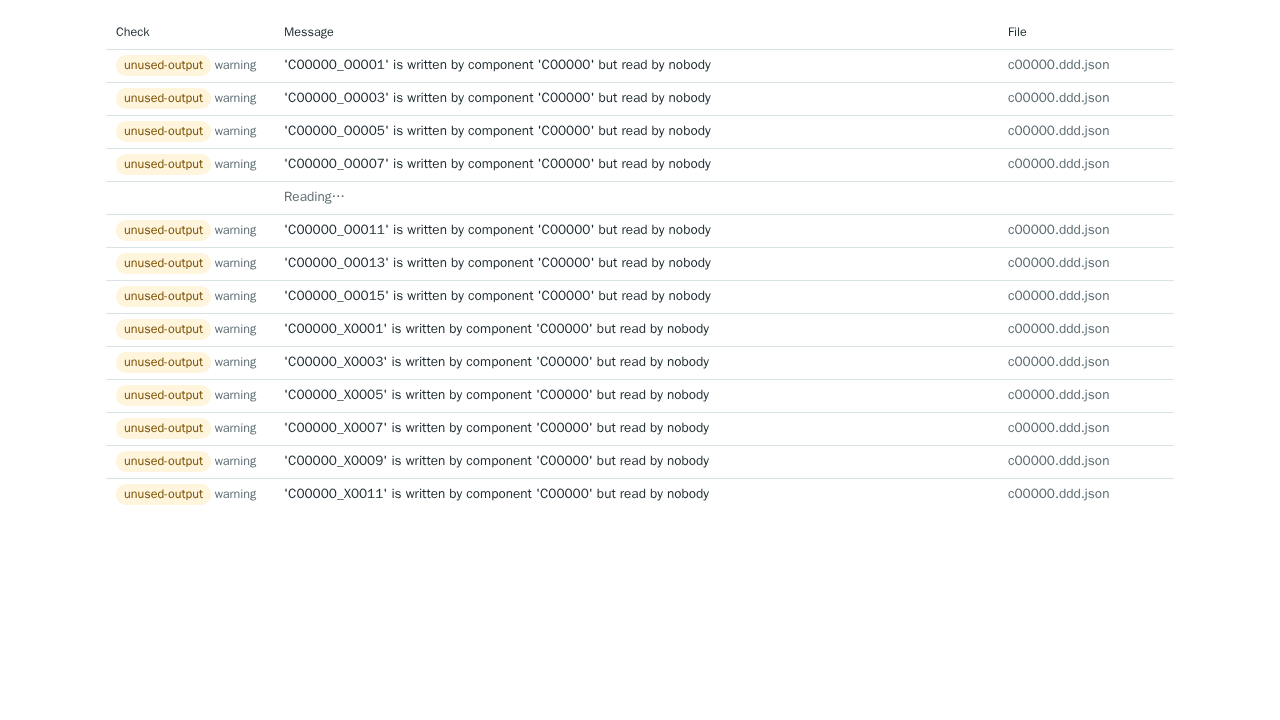 Check Message File
unused-output warning 'C00000_O0001' is written by component 'C00000' but read by nobody c00000.ddd.json
unused-output warning 'C00000_O0003' is written by component 'C00000' but read by nobody c00000.ddd.json
unused-output warning 'C00000_O0005' is written by component 'C00000' but read by nobody c00000.ddd.json
unused-output warning 'C00000_O0007' is written by component 'C00000' but read by nobody c00000.ddd.json
Reading…
unused-output warning 'C00000_O0011' is written by component 'C00000' but read by nobody c00000.ddd.json
unused-output warning 'C00000_O0013' is written by component 'C00000' but read by nobody c00000.ddd.json
unused-output warning 'C00000_O0015' is written by component 'C00000' but read by nobody c00000.ddd.json
unused-output warning 'C00000_X0001' is written by component 'C00000' but read by nobody c00000.ddd.json
unused-output warning 'C00000_X0003' is written by component 'C00000' but read by nobody c00000.ddd.json
unused-output warning 'C00000_X0005' is written by component 'C00000' but read by nobody c00000.ddd.json
unused-output warning 'C00000_X0007' is written by component 'C00000' but read by nobody c00000.ddd.json
unused-output warning 'C00000_X0009' is written by component 'C00000' but read by nobody c00000.ddd.json
unused-output warning 'C00000_X0011' is written by component 'C00000' but read by nobody c00000.ddd.json